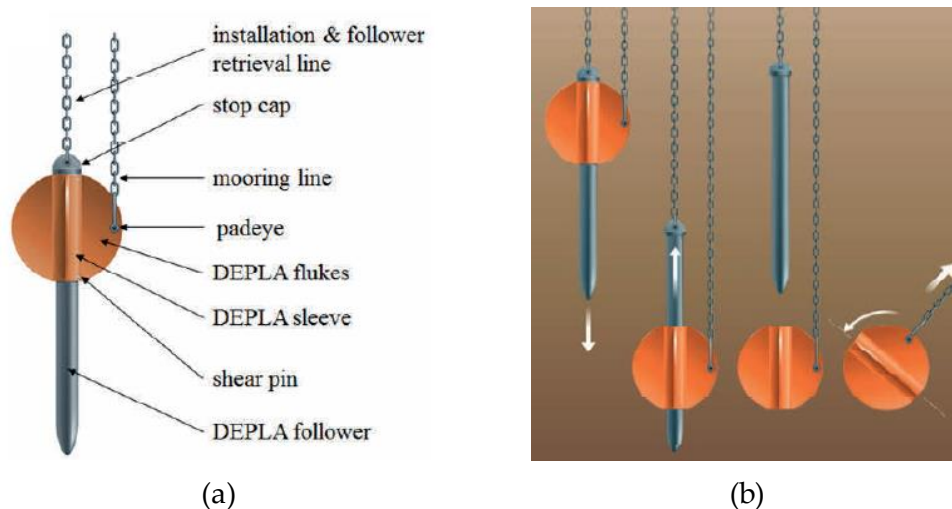 installation & follower
retrieval line
stop cap
mooring line
padeye
DEPLA flukes
DEPLA sleeve
shear pin
DEPLA follower
(a)
(b)